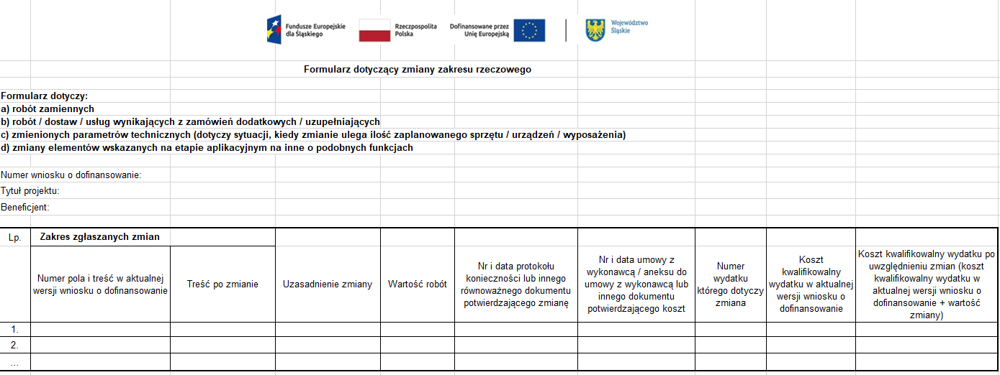 Fundusze Europejskie
dla Śląskiego
Rzeczpospolita
Polska
Dofinansowane przez
Unię Europejską
Województwo
Śląskie
Formularz dotyczący zmiany zakresu rzeczowego
Formularz dotyczy:
a) robót zamiennych
b) robót / dostaw / usług wynikających z zamówień dodatkowych / uzupełniających
c) zmienionych parametrów technicznych (dotyczy sytuacji, kiedy zmianie ulega ilość zaplanowanego sprzętu / urządzeń / wyposażenia)
d) zmiany elementów wskazanych na etapie aplikacyjnym na inne o podobnych funkcjach
Numer wniosku o dofinansowanie:
Tytuł projektu:
Beneficjent:
Lp.
Zakres zgłaszanych zmian
Numer pola i treść w aktualnej
wersji wniosku o dofinansowanie
Treść po zmianie
Uzasadnienie zmiany
Wartość robót
Nr i data protokołu
konieczności lub innego
równoważnego dokumentu
potwierdzającego zmianę
Nr i data umowy z
wykonawcą / aneksu do
umowy z wykonawcą lub
innego dokumentu
potwierdzającego koszt
Numer
wydatku
którego dotyczy
zmiana
Koszt
kwalifikowalny
wydatku w aktualnej
wersji wniosku o
dofinansowanie
Koszt kwalifikowalny wydatku po
uwzględnieniu zmian (koszt
kwalifikowalny wydatku w
aktualnej wersji wniosku o
dofinansowanie + wartość
zmiany)
1.
2.
...